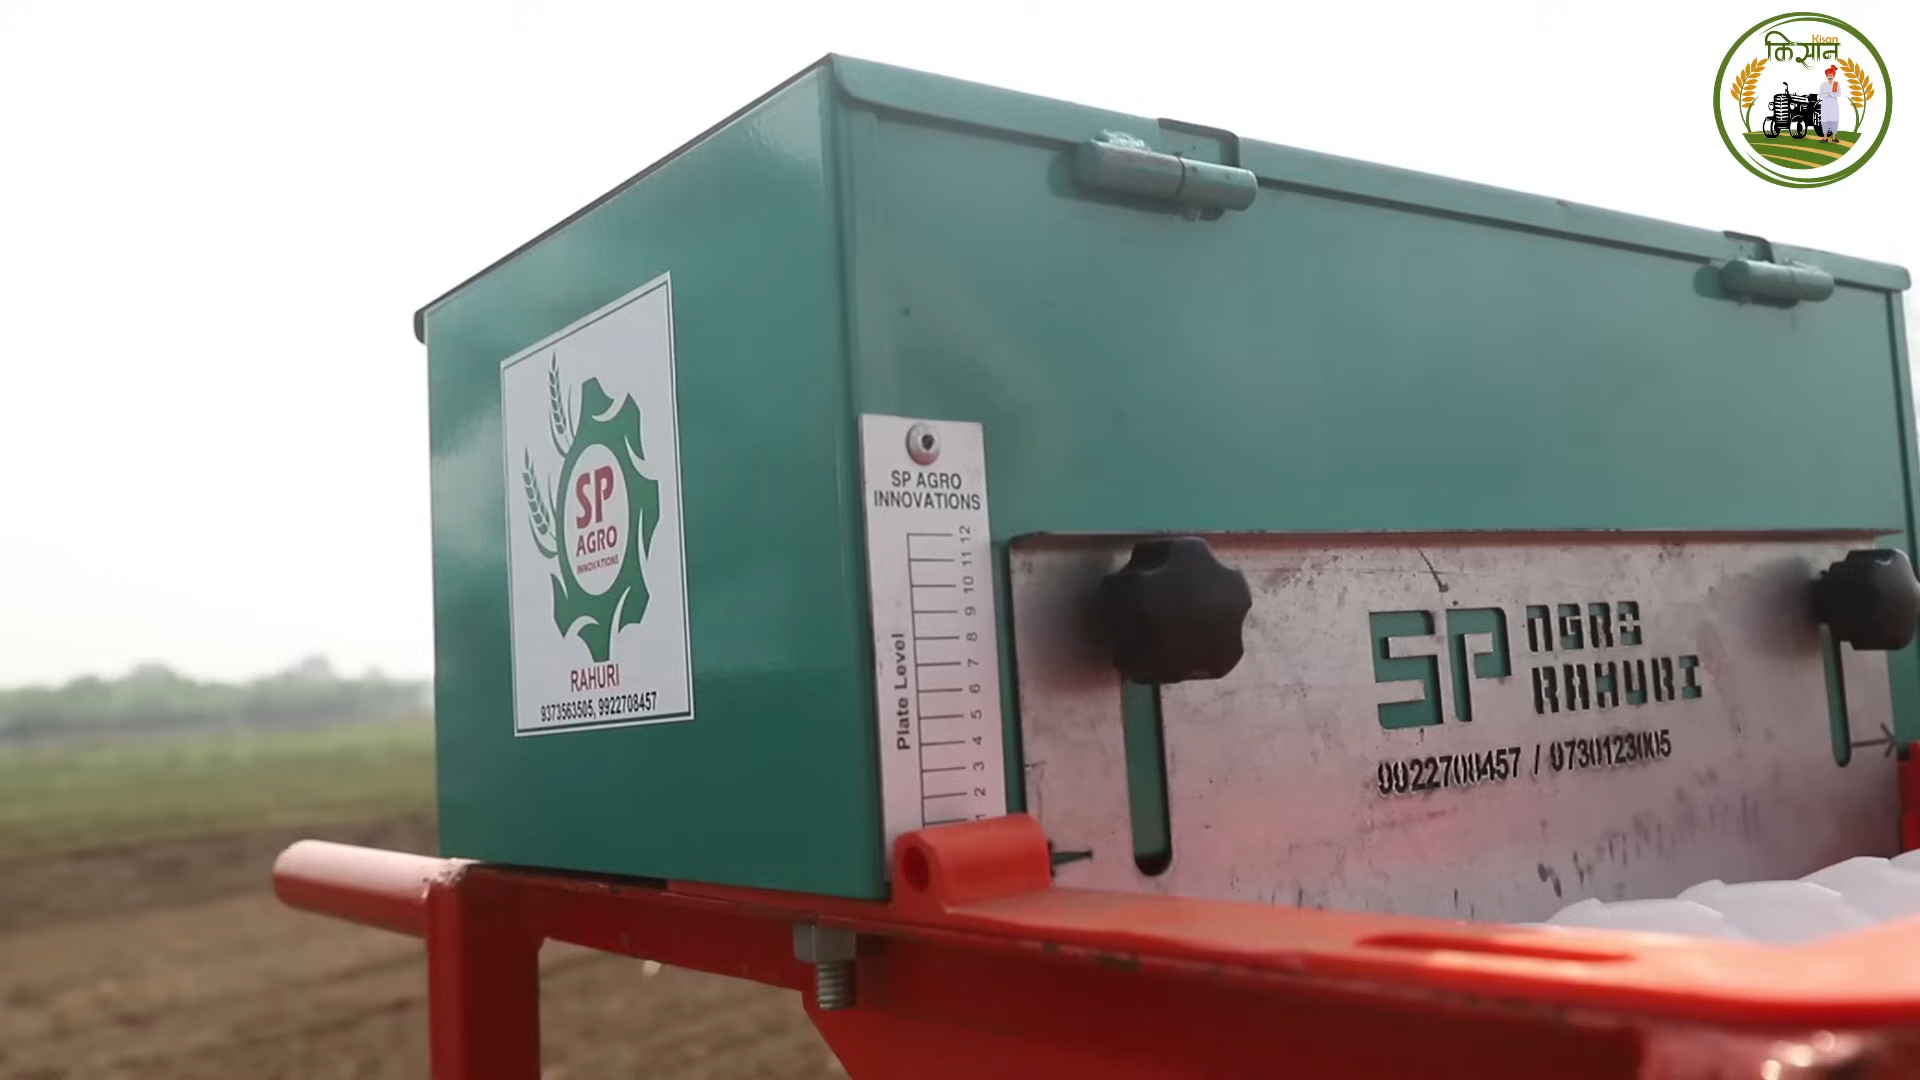 Kisan
किसान
SP
AGRO
INNOVATIONS
RAHURI
9373563505, 9922708457
SP AGRO
INNOVATIONS
12
11
10
9
8
7
6
5
4
3
2
1
Plate Level
SP AGRO
RAHURI